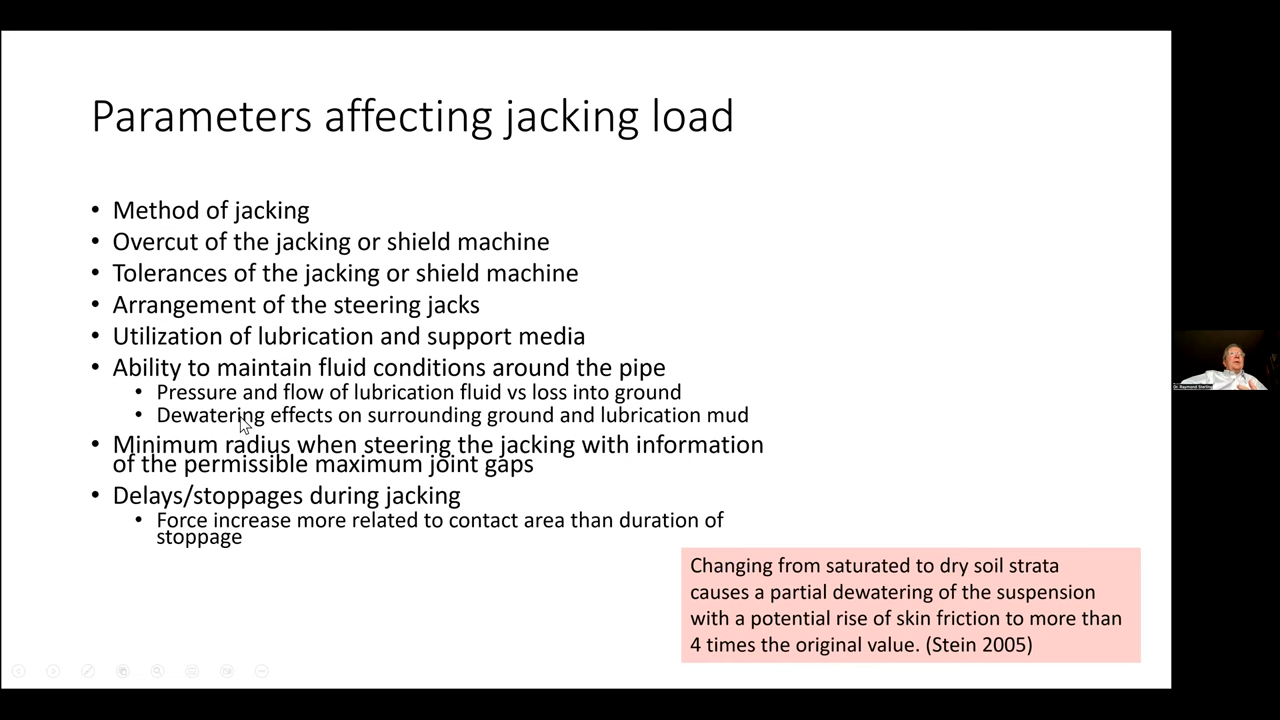 Parameters affecting jacking load
• Method of jacking
• Overcut of the jacking or shield machine
• Tolerances of the jacking or shield machine
• Arrangement of the steering jacks
• Utilization of lubrication and support media
• Ability to maintain fluid conditions around the pipe
• Pressure and flow of lubrication fluid vs loss into ground
• Dewatering effects on surrounding ground and lubrication mud
• Minimum radius when steering the jacking with information
of the permissible maximum joint gaps
• Delays/stoppages during jacking
• Force increase more related to contact area than duration of
stoppage
Changing from saturated to dry soil strata
causes a partial dewatering of the suspension
with a potential rise of skin friction to more than
4 times the original value. (Stein 2005)
Dr. Raymond Sterling